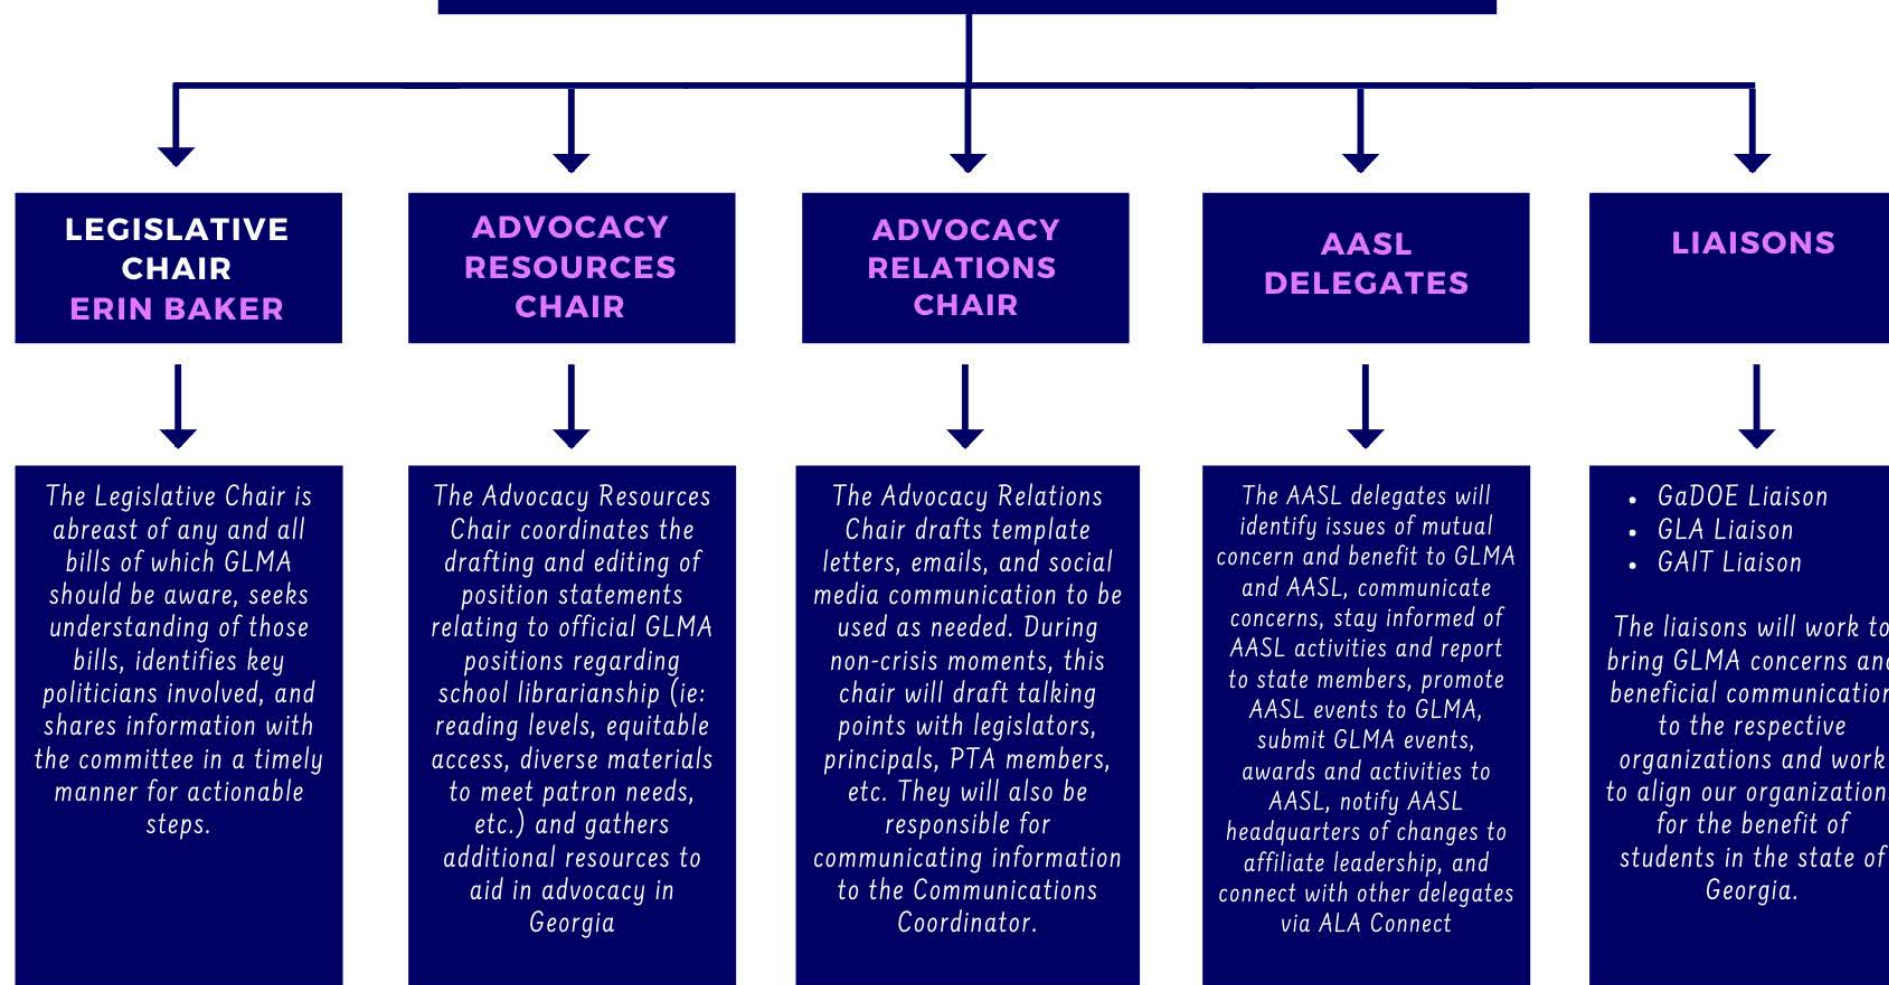 LEGISLATIVE
CHAIR
ERIN BAKER
ADVOCACY
RESOURCES
CHAIR
ADVOCACY
RELATIONS
CHAIR
AASL
DELEGATES
LIAISONS
The Legislative Chair is
abreast of any and all
bills of which GLMA
should be aware, seeks
understanding of those
bills, identifies key
politicians involved, and
shares information with
the committee in a timely
manner for actionable
steps.
The Advocacy Resources
Chair coordinates the
drafting and editing of
position statements
relating to official GLMA
positions regarding
school librarianship (ie:
reading levels, equitable
access, diverse materials
to meet patron needs,
etc.) and gathers
additional resources to
aid in advocacy in
Georgia
The Advocacy Relations
Chair drafts template
letters, emails, and social
media communication to be
used as needed. During
non-crisis moments, this
chair will draft talking
points with legislators,
principals, PTA members,
etc. They will also be
responsible for
communicating information
to the Communications
Coordinator.
The AASL delegates will
identify issues of mutual
concern and benefit to GLMA
and AASL, communicate
concerns, stay informed of
AASL activities and report
to state members, promote
AASL events to GLMA,
submit GLMA events,
awards and activities to
AASL, notify AASL
headquarters of changes to
affiliate leadership, and
connect with other delegates
via ALA Connect
• GaDOE Liaison
• GLA Liaison
• GAIT Liaison
The liaisons will work to
bring GLMA concerns and
beneficial communication
to the respective
organizations and work
to align our organization
for the benefit of
students in the state of
Georgia.